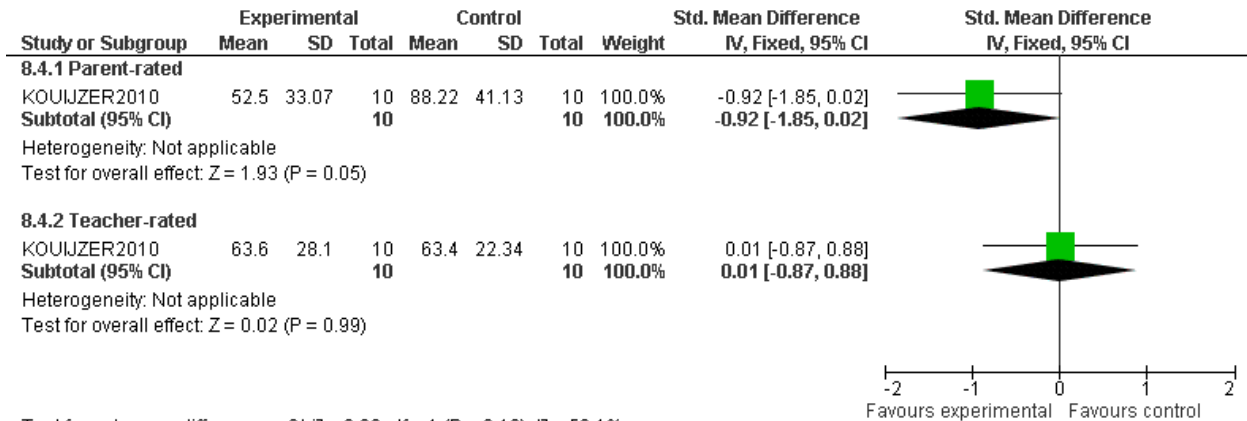 Experimental Control Std. Mean Difference Std. Mean Difference
Study or Subgroup Mean SD Total Mean SD Total Weight IV, Fixed, 95% CI IV, Fixed, 95% CI
8.4.1 Parent-rated
KOUIJZER2010 52.5 33.07 10 88.22 41.13 10 100.0% -0.92 [-1.85, 0.02]
Subtotal (95% CI) 10 10 100.0% -0.92 [-1.85, 0.02]
Heterogeneity: Not applicable
Test for overall effect: Z = 1.93 (P = 0.05)
8.4.2 Teacher-rated
KOUIJZER2010 63.6 28.1 10 63.4 22.34 10 100.0% 0.01 [-0.87, 0.88]
Subtotal (95% CI) 10 10 100.0% 0.01 [-0.87, 0.88]
Heterogeneity: Not applicable
Test for overall effect: Z = 0.02 (P = 0.99)
-2 -1 0 1 2
Favours experimental Favours control